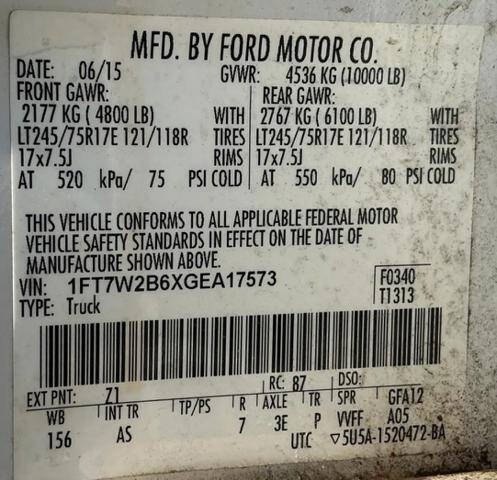 MFD. BY FORD MOTOR CO.
DATE: 06/15 GVWR: 4536 KG (10000 LB)
FRONT GAWR: REAR GAWR:
2177 KG ( 4800 LB) WITH 2767 KG ( 6100 LB)
LT245/75R17E 121/118R TIRES LT245/75R17E 121/118R
17x7.5J RIMS 17x7.5J
AT 520 kPa/ 75 PSI COLD AT 550 kPa/ 80 PSI COLD
THIS VEHICLE CONFORMS TO ALL APPLICABLE FEDERAL MOTOR
VEHICLE SAFETY STANDARDS IN EFFECT ON THE DATE OF
MANUFACTURE SHOWN ABOVE.
VIN: 1FT7W2B6XGEA17573 F0340
TYPE: Truck T1313
EXT PNT: Z1 RC: 87 DSO:
WB INT TR TP/PS R AXLE TR SPR GFA12
156 AS 7 3E P VVFF A05
UTC ▽5U5A-1520472-BA